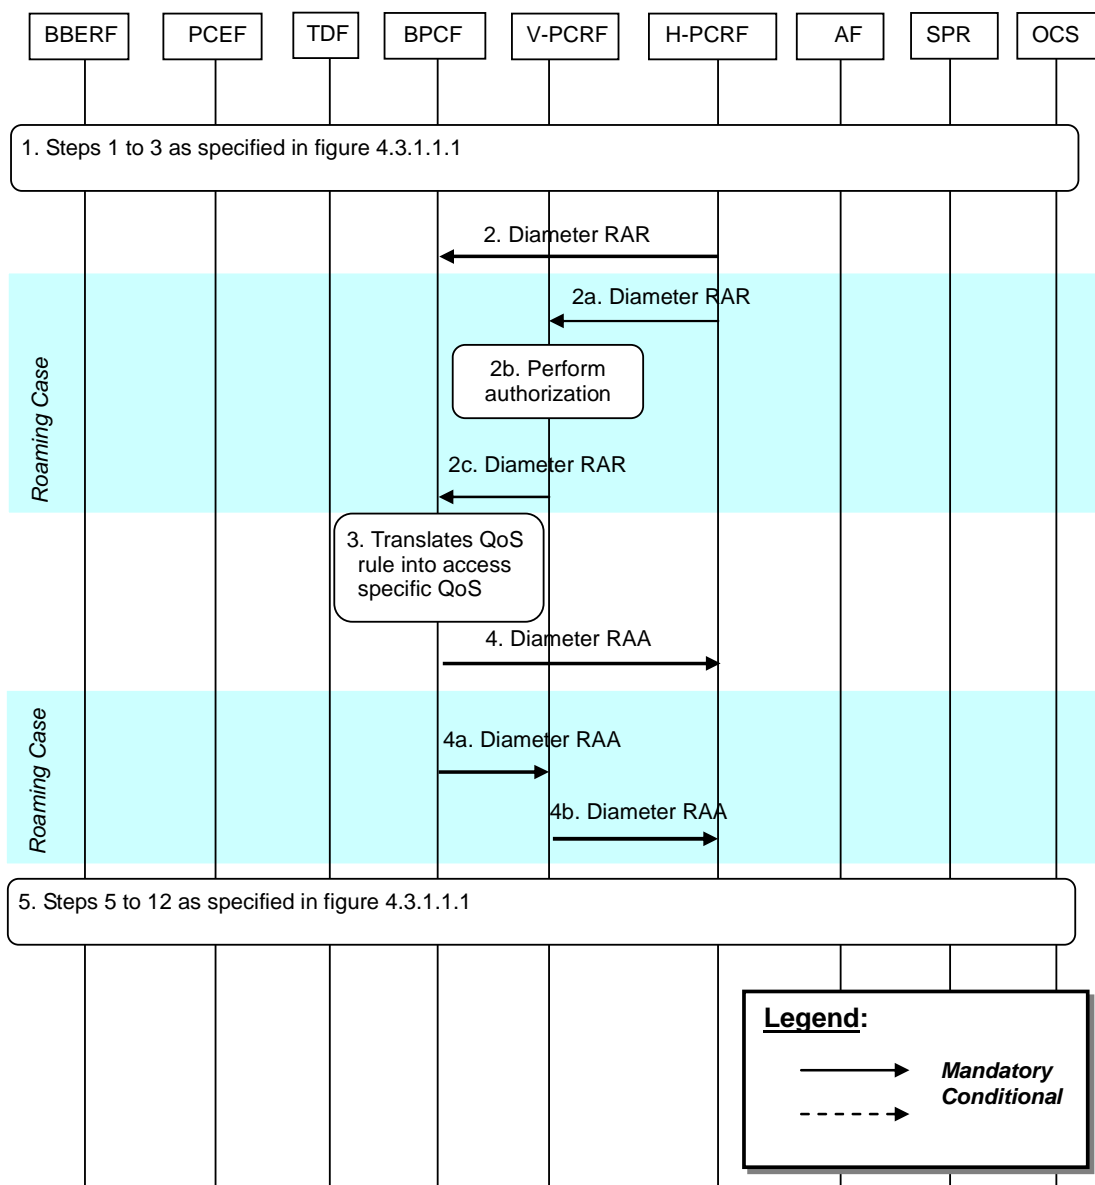 BBERF
PCEF
TDF
BPCF
V-PCRF
H-PCRF
AF
SPR
OCS
1. Steps 1 to 3 as specified in figure 4.3.1.1.1
2. Diameter RAR
Roaming Case
2a. Diameter RAR
2b. Perform
authorization
2c. Diameter RAR
3. Translates QoS
rule into access
specific QoS
4. Diameter RAA
Roaming Case
4a. Diameter RAA
4b. Diameter RAA
5. Steps 5 to 12 as specified in figure 4.3.1.1.1
Legend:
Mandatory
Conditional